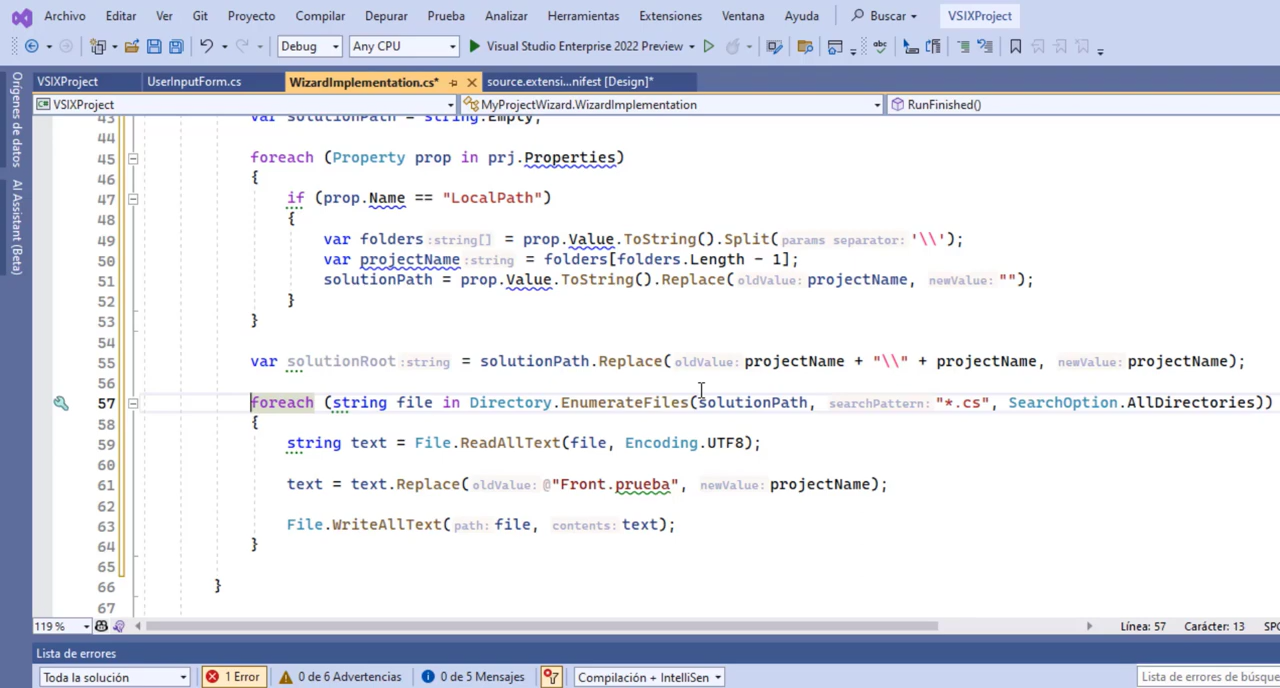 Archivo Editar Ver Git Proyecto Compilar Depurar Prueba Analizar Herramientas Extensiones Ventana Ayuda Buscar VSIXProject
Debug Any CPU Visual Studio Enterprise 2022 Preview
VSIXProject UserInputForm.cs WizardImplementation.cs* source.extensi...nifest [Design]*
VSIXProject MyProjectWizard.WizardImplementation RunFinished()
Orígenes de datos
AI Assistant (Beta)
43 var solutionPath = string.Empty;
44
45 foreach (Property prop in prj.Properties)
46 {
47 if (prop.Name == "LocalPath")
48 {
49 var folders:string[] = prop.Value.ToString().Split(params separator:'\\');
50 var projectName:string = folders[folders.Length - 1];
51 solutionPath = prop.Value.ToString().Replace(oldValue:projectName, newValue:"");
52 }
53 }
54
55 var solutionRoot:string = solutionPath.Replace(oldValue:projectName + "\\" + projectName, newValue:projectName);
56
57 foreach (string file in Directory.EnumerateFiles(solutionPath, searchPattern:"*.cs", SearchOption.AllDirectories))
58 {
59 string text = File.ReadAllText(file, Encoding.UTF8);
60
61 text = text.Replace(oldValue:@"Front.prueba", newValue:projectName);
62
63 File.WriteAllText(path:file, contents:text);
64 }
65
66 }
67
119 % Línea: 57 Carácter: 13 SPC
Lista de errores
Toda la solución 1 Error 0 de 6 Advertencias 0 de 5 Mensajes Compilación + IntelliSen Lista de errores de búsque